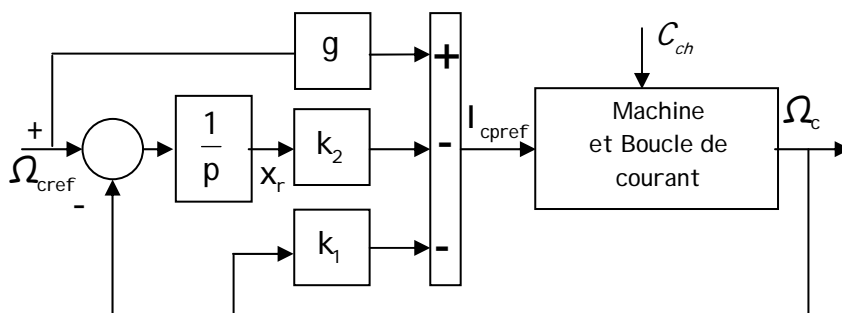 g
C_ch
+
+
Ω_cref
-
1
p
x_r
k_2
-
I_cpref
Machine
et Boucle de
courant
Ω_c
k_1
-